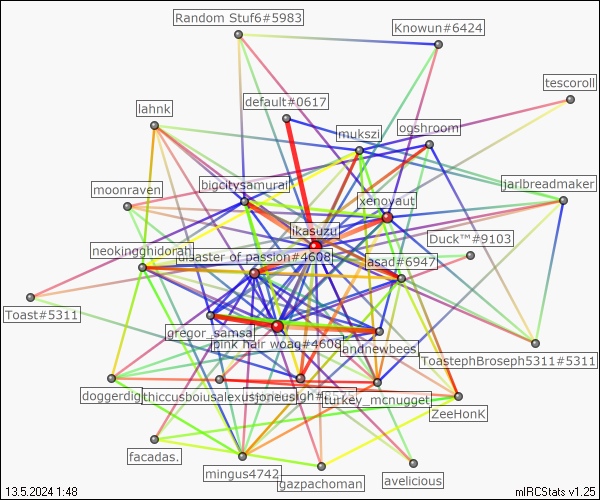 Random Stuf6#5983
Knowun#6424
tescoroll
default#0617
lahnk
mukszi
ogshroom
bigcitysamurai
jarlbreadmaker
moonraven
xenoyaut
ikasuzu
Duck™#9103
neokingghidorah
disaster of passion#4608
asad#6947
Toast#5311
gregor_samsa
pink hair woag#4608
andnewbees
ToastephBroseph5311#5311
doggerdig
turkey_mcnugget
ZeeHonK
facadas.
mingus4742
gazpachoman
avelicious
13.5.2024 1:48
mIRCStats v1.25